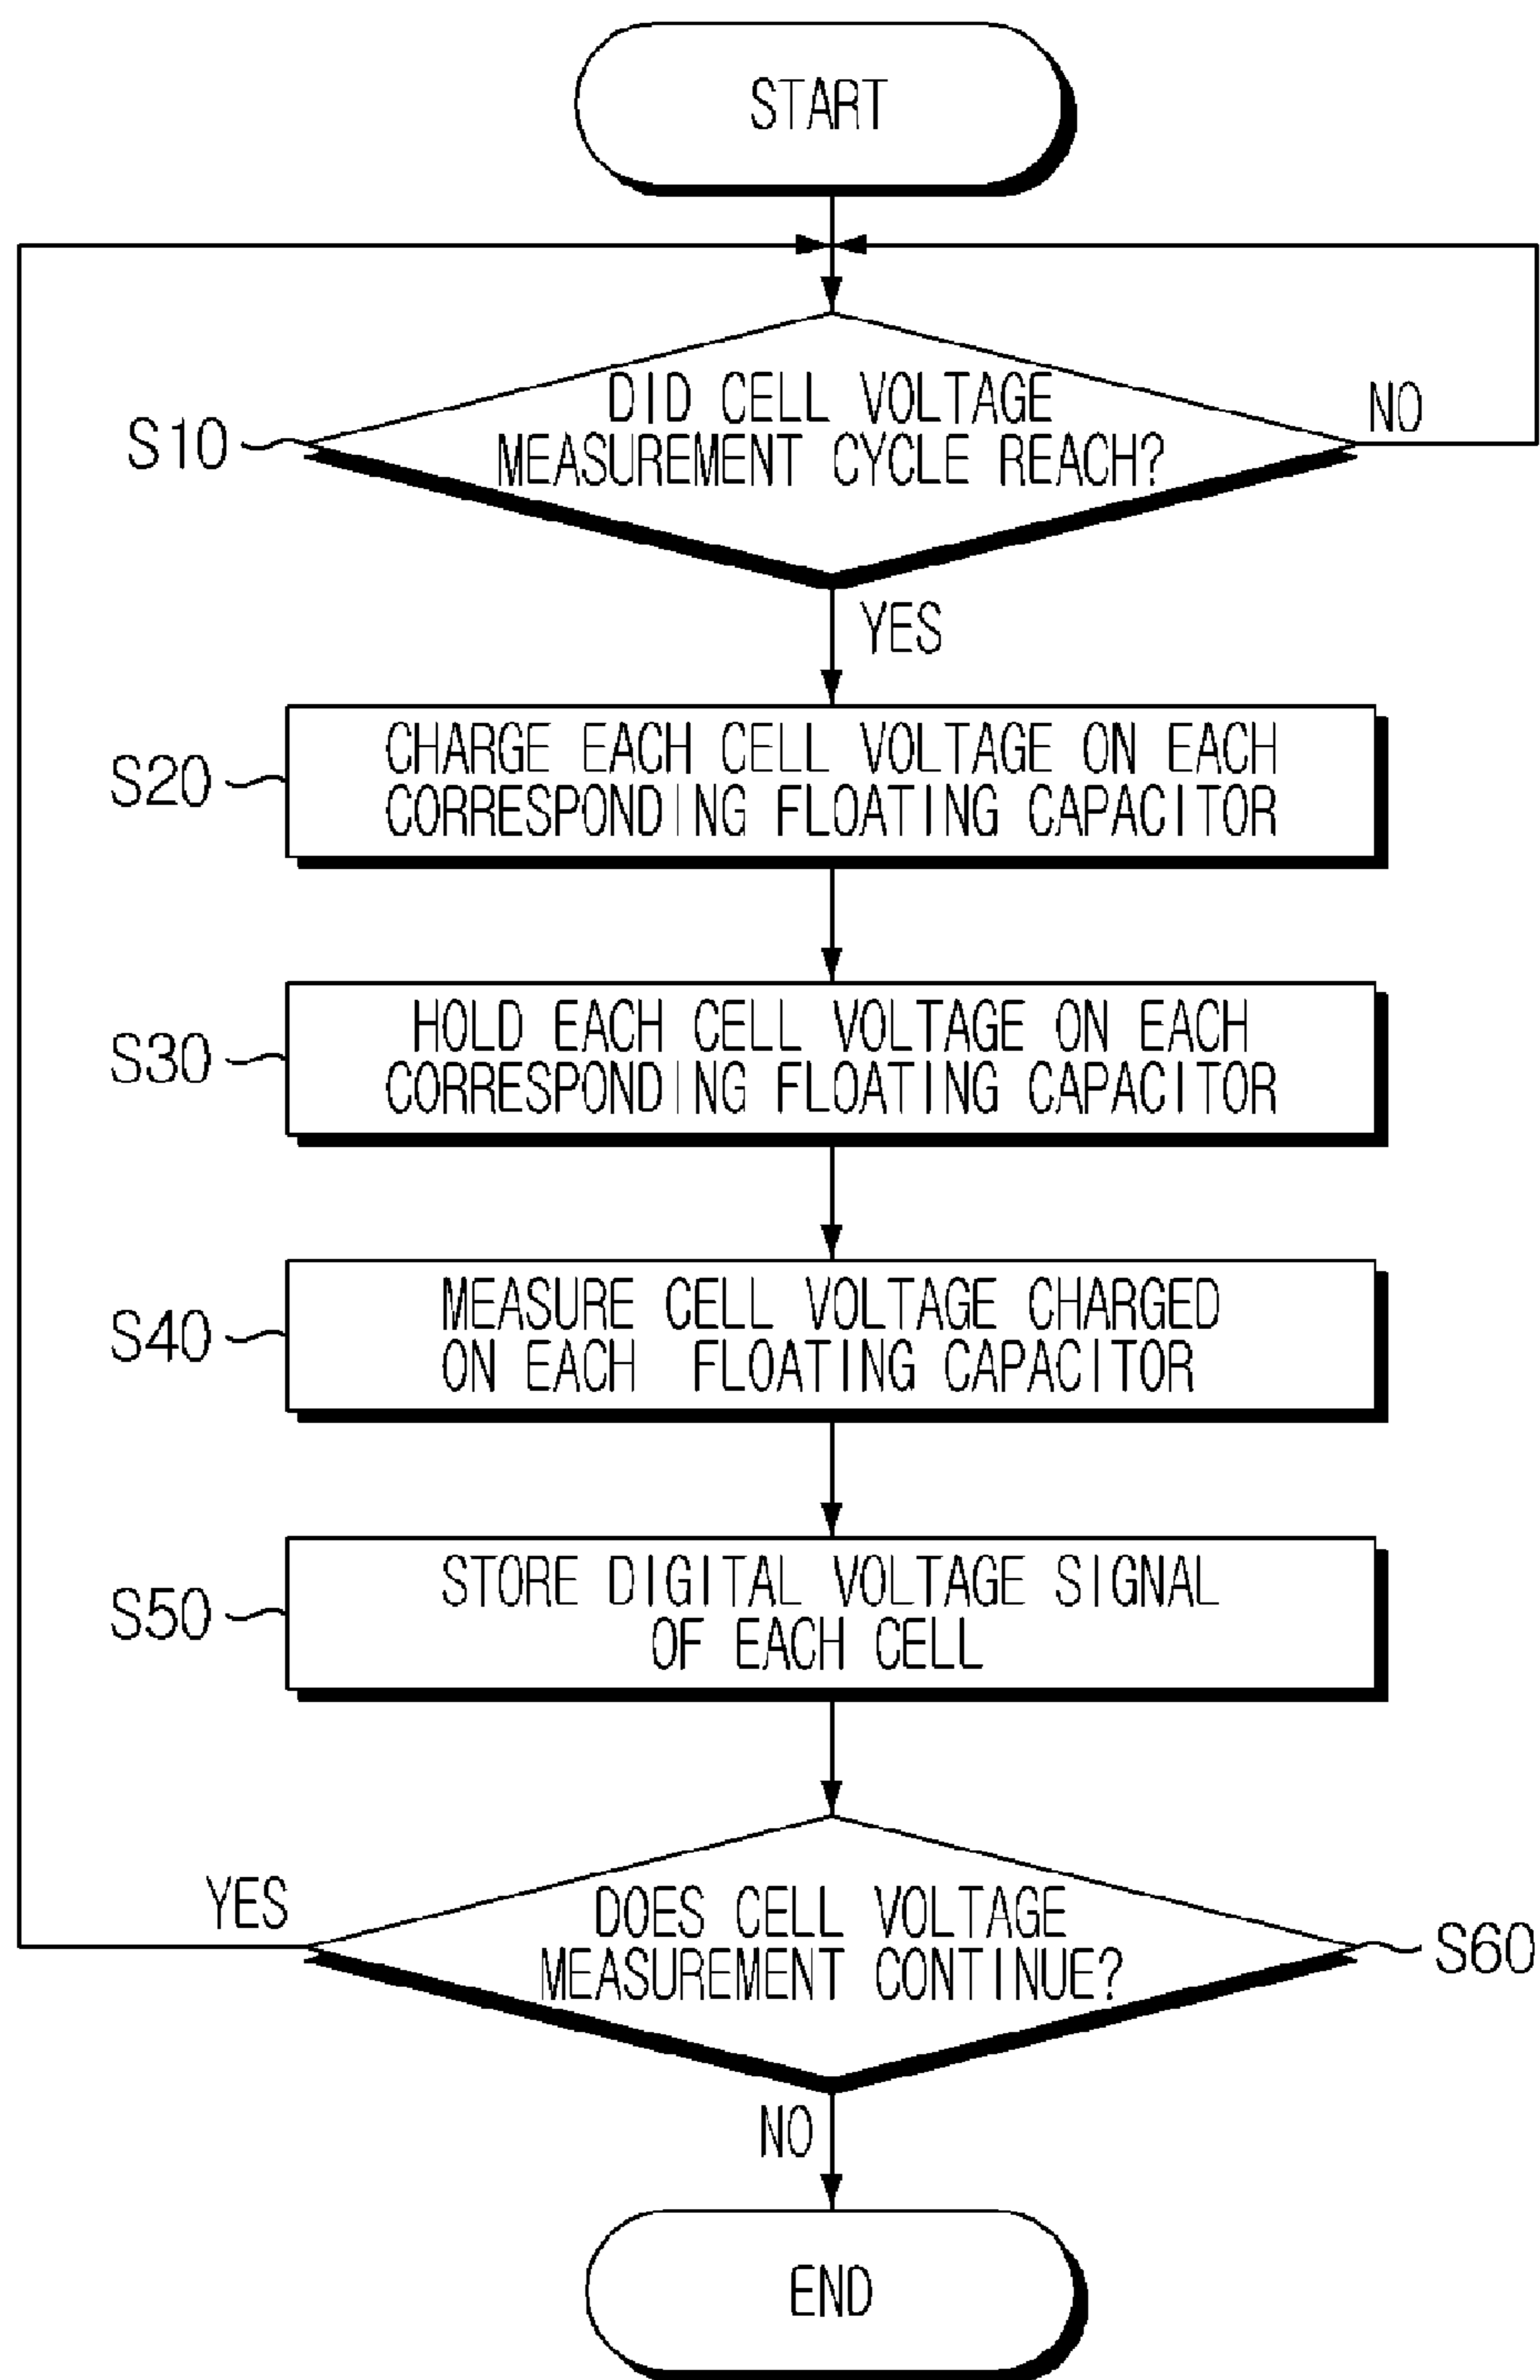 START
DID CELL VOLTAGE
MEASUREMENT CYCLE REACH?
S10
NO
YES
CHARGE EACH CELL VOLTAGE ON EACH
CORRESPONDING FLOATING CAPACITOR
S20
HOLD EACH CELL VOLTAGE ON EACH
CORRESPONDING FLOATING CAPACITOR
S30
MEASURE CELL VOLTAGE CHARGED
ON EACH FLOATING CAPACITOR
S40
STORE DIGITAL VOLTAGE SIGNAL
OF EACH CELL
S50
YES
DOES CELL VOLTAGE
MEASUREMENT CONTINUE?
S60
NO
END